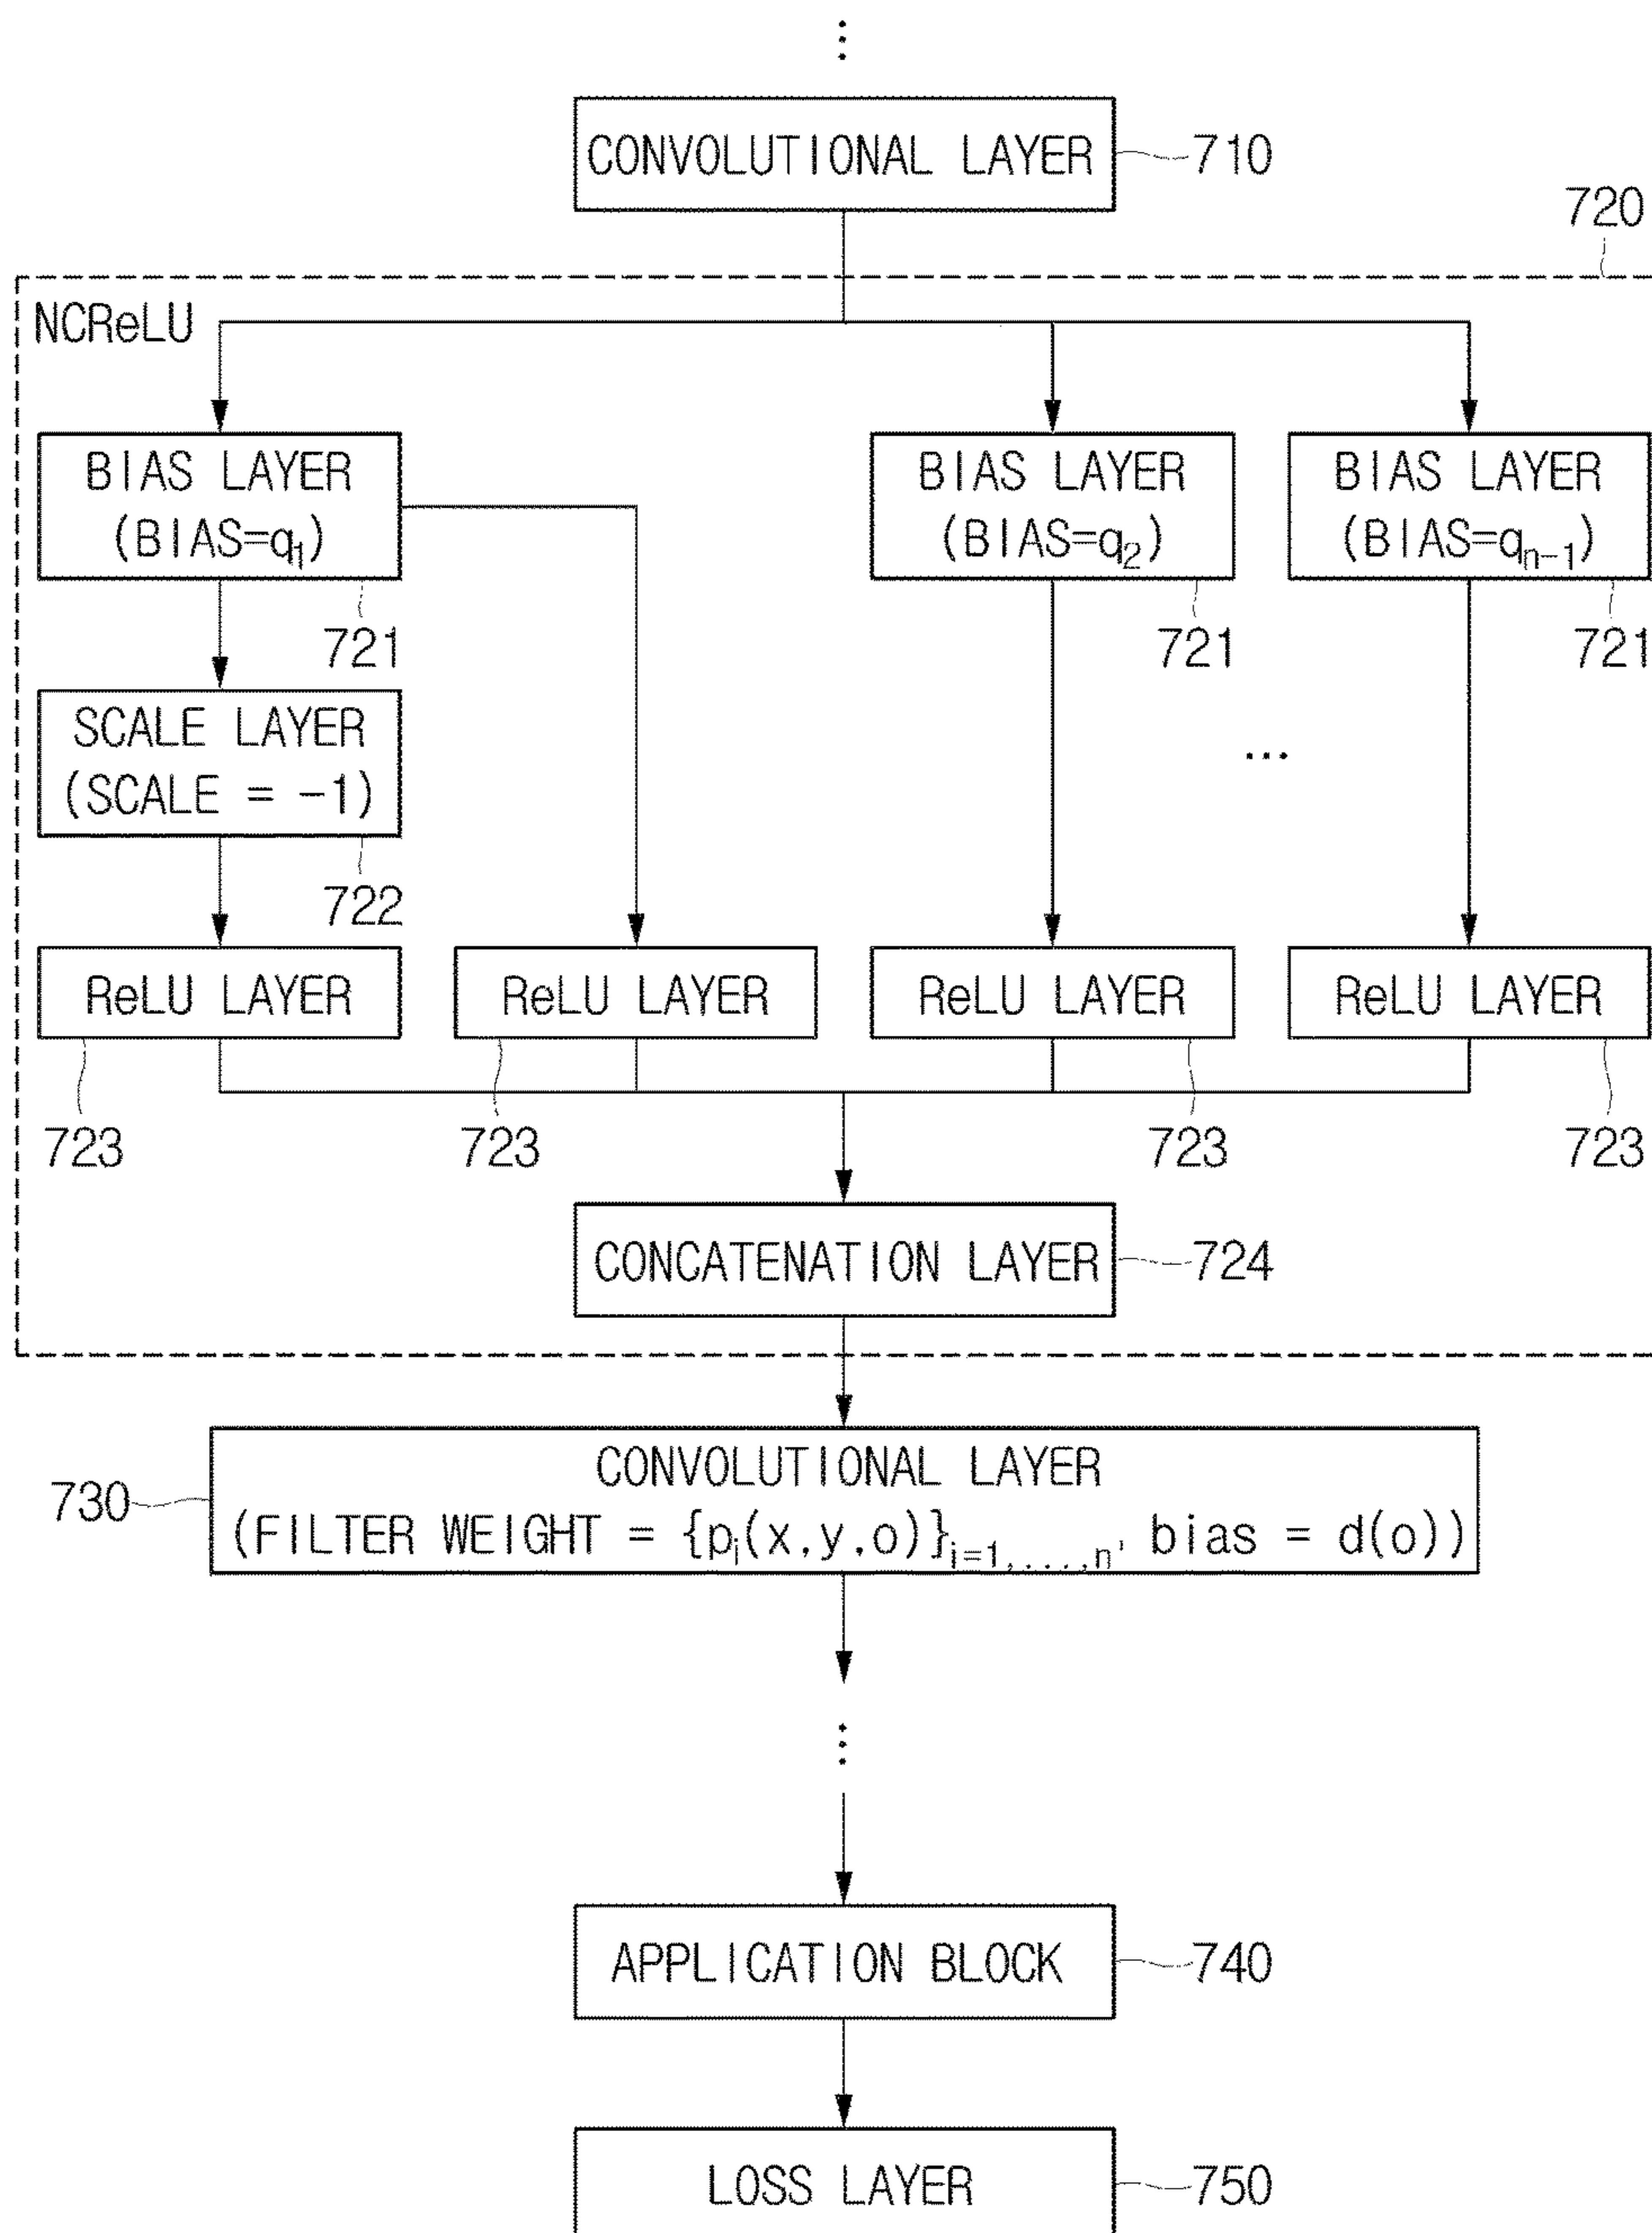 CONVOLUTIONAL LAYER 710
720
NCReLU
BIAS LAYER BIAS LAYER BIAS LAYER
(BIAS=q1) (BIAS=q2) (BIAS=qn-1)
721 721 721
SCALE LAYER
(SCALE = -1)
...
722
ReLU LAYER ReLU LAYER ReLU LAYER ReLU LAYER
723 723 723 723
CONCATENATION LAYER 724
CONVOLUTIONAL LAYER
730 (FILTER WEIGHT = {pi(x,y,o)}i=1,...,n, bias = d(o))
APPLICATION BLOCK 740
LOSS LAYER 750